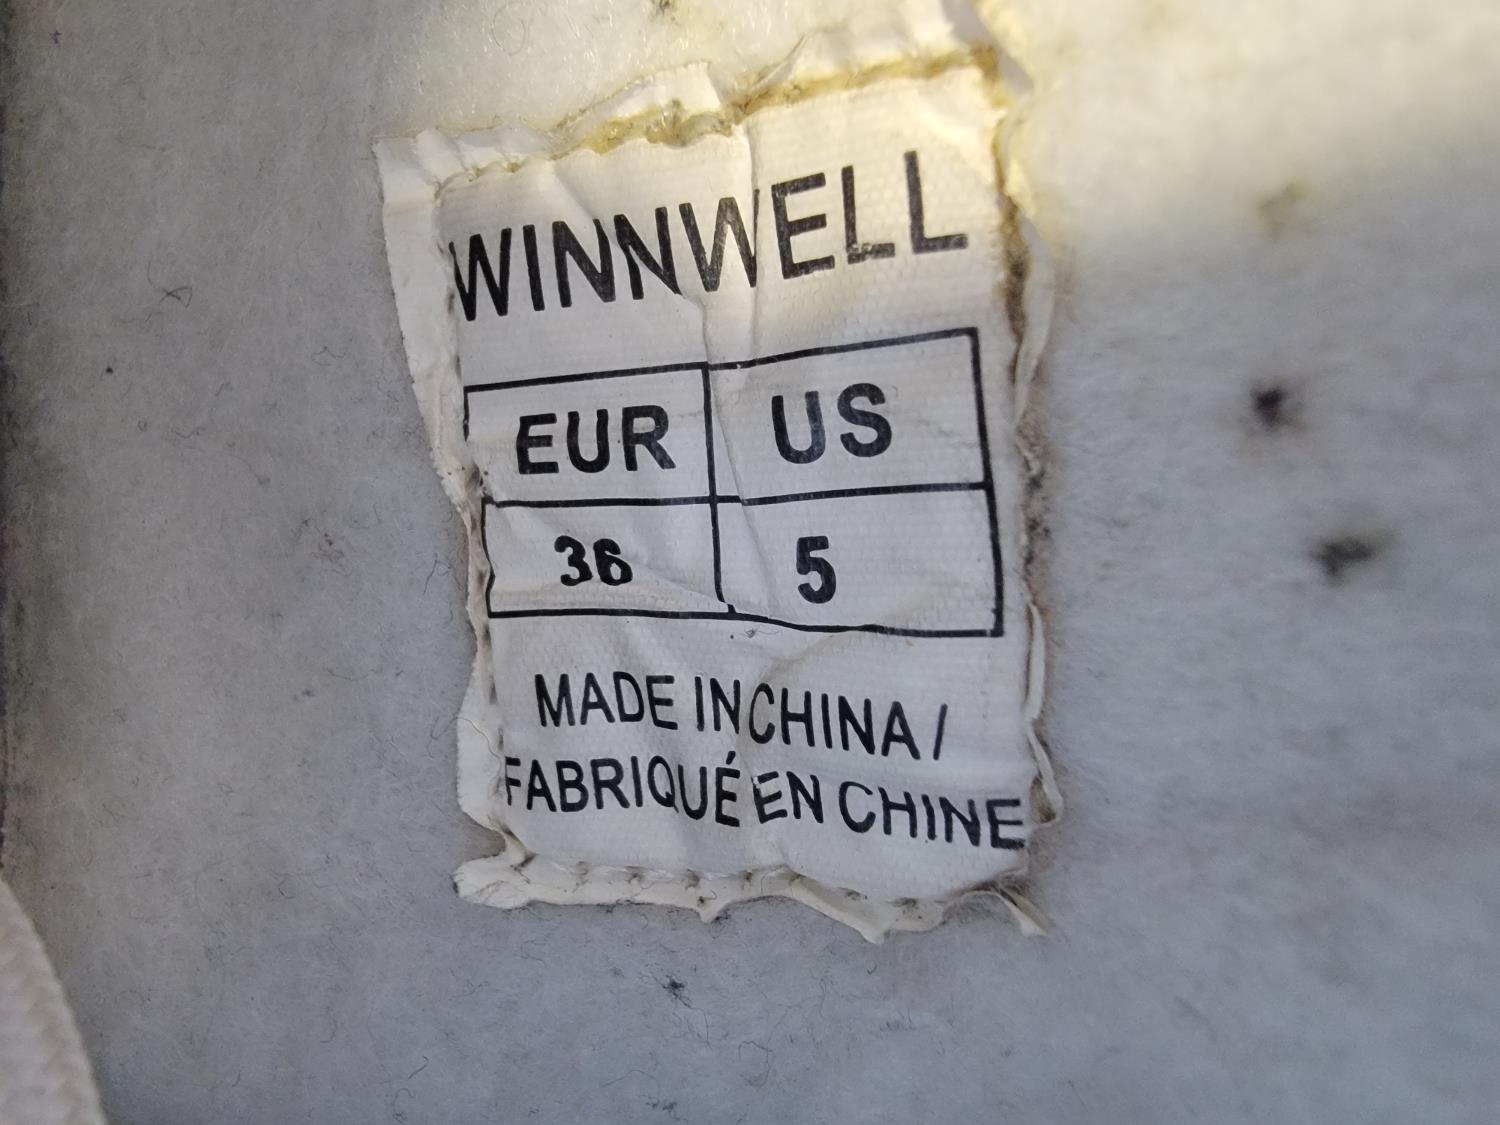 WINNWELL
EUR US
36 5
MADE IN CHINA /
FABRIQUÉ EN CHINE